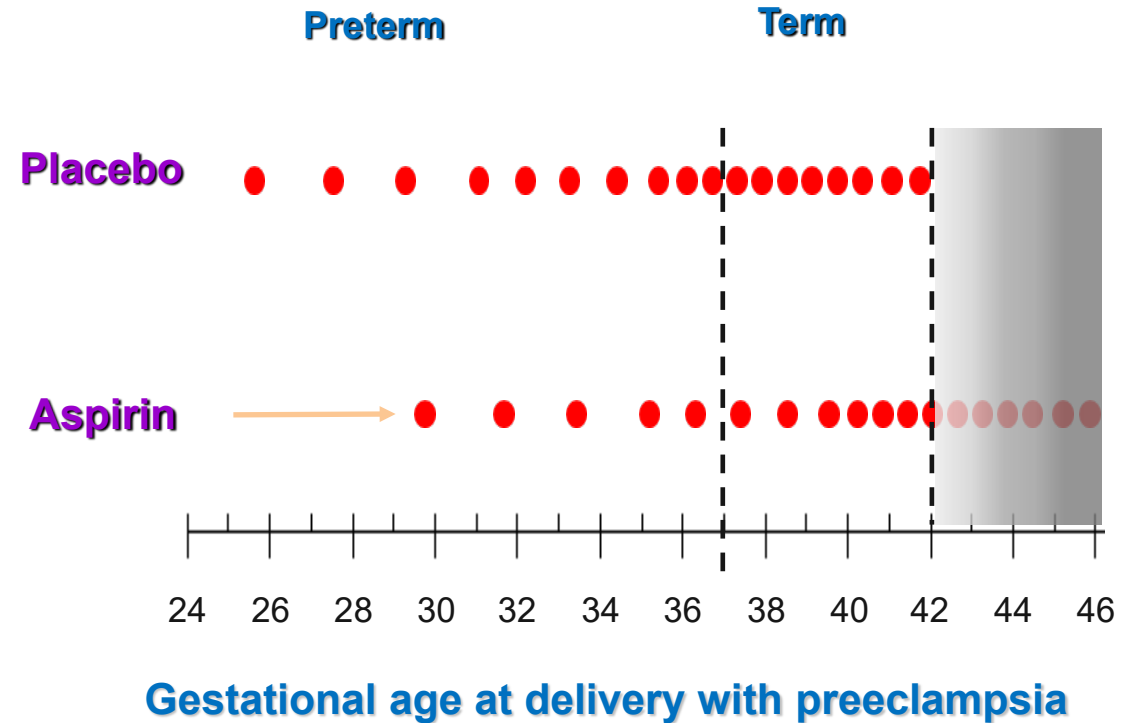 Preterm Term
Placebo
Aspirin
24 26 28 30 32 34 36 38 40 42 44 46
Gestational age at delivery with preeclampsia